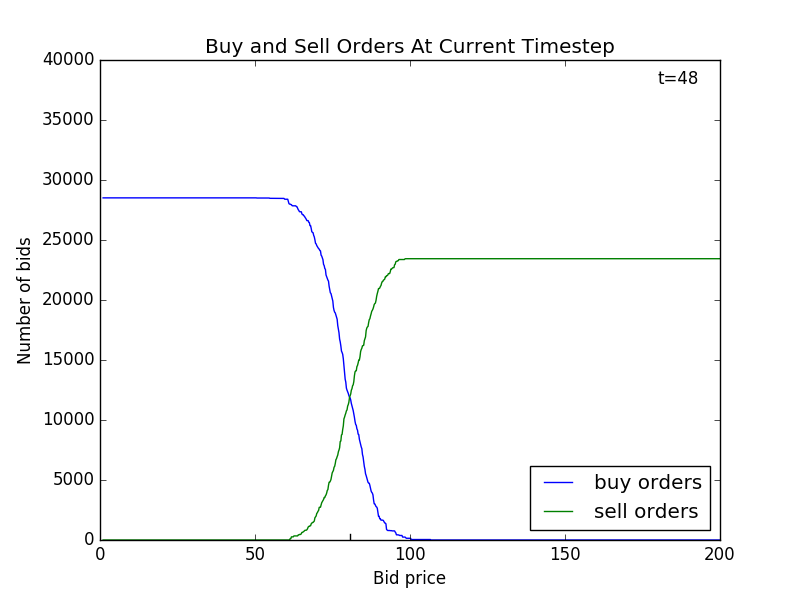 Buy and Sell Orders At Current Timestep
t=48
40000
35000
30000
25000
20000
15000
10000
5000
0
Number of bids
buy orders
sell orders
0 50 100 150 200
Bid price